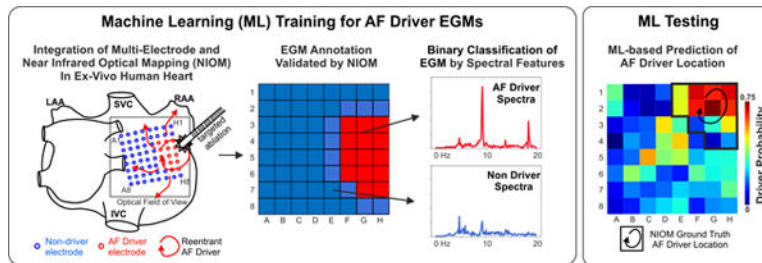 Machine Learning (ML) Training for AF Driver EGMs
Integration of Multi-Electrode and
Near Infrared Optical Mapping (NIOM)
In Ex-Vivo Human Heart
LAA
SVC
RAA
H1
A1
targeted
ablation
A8
H8
Optical Field of View
IVC
Non-driver
electrode
AF Driver
electrode
Reentrant
AF Driver
EGM Annotation
Validated by NIOM
1
2
3
4
5
6
7
8
A B C D E F G H
Binary Classification of
EGM by Spectral Features
AF Driver
Spectra
0 Hz 10 20
Non Driver
Spectra
0 Hz 10 20
ML Testing
ML-based Prediction of
AF Driver Location
1
2
3
4
5
6
7
8
A B C D E F G H
0.75
Driver Probability
0
NIOM Ground Truth
AF Driver Location